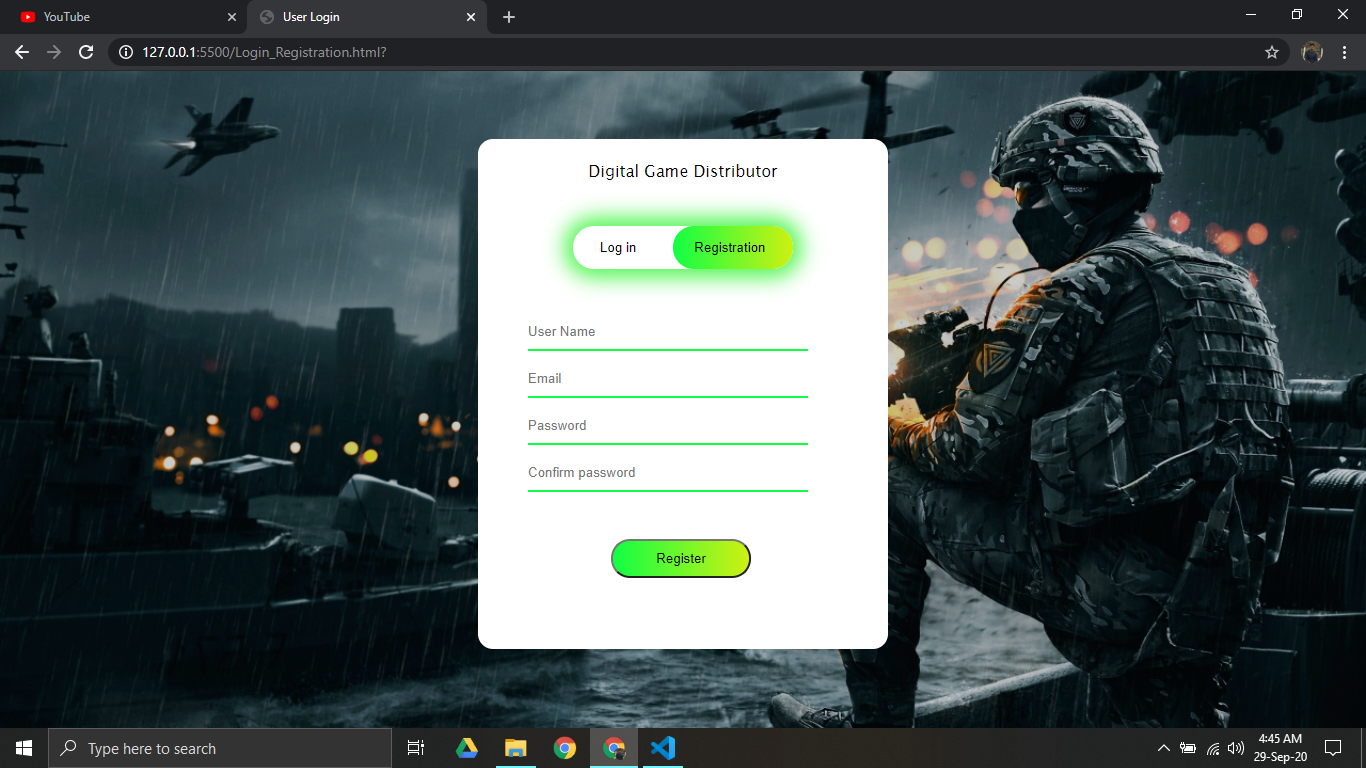 YouTube
User Login
127.0.0.1:5500/Login_Registration.html?
Digital Game Distributor
Log in
Registration
User Name
Email
Password
Confirm password
Register
Type here to search
4:45 AM
29-Sep-20